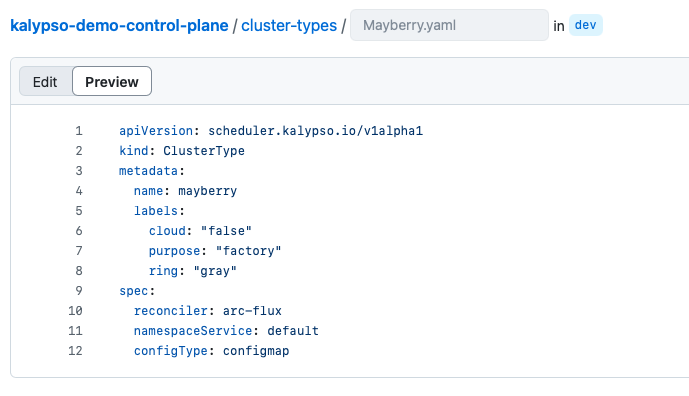 kalypso-demo-control-plane / cluster-types / Mayberry.yaml in dev
Edit Preview
1 apiVersion: scheduler.kalypso.io/v1alpha1
2 kind: ClusterType
3 metadata:
4   name: mayberry
5   labels:
6     cloud: "false"
7     purpose: "factory"
8     ring: "gray"
9 spec:
10   reconciler: arc-flux
11   namespaceService: default
12   configType: configmap